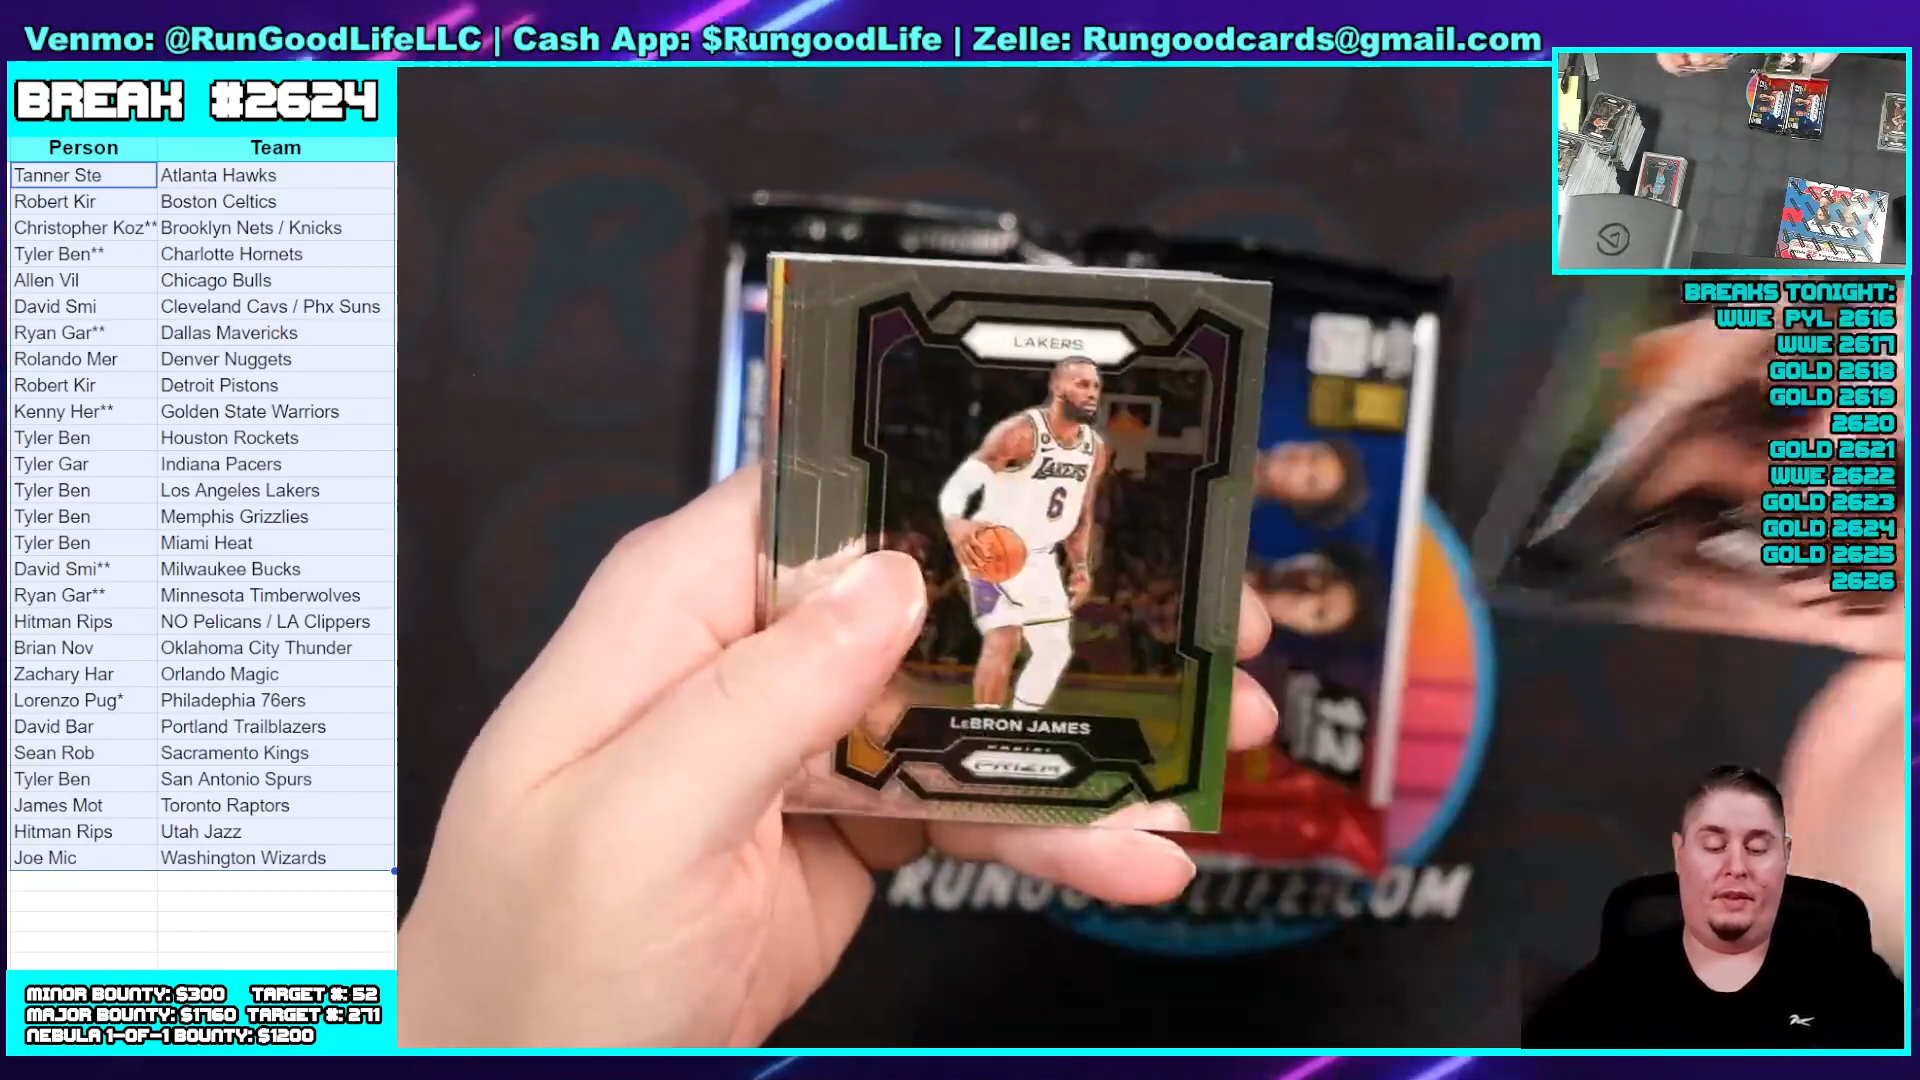 Venmo: @RunGoodLifeLLC | Cash App: $RungoodLife | Zelle: Rungoodcards@gmail.com
BREAK #2624
Person Team
Tanner Ste Atlanta Hawks
Robert Kir Boston Celtics
Christopher Koz** Brooklyn Nets / Knicks
Tyler Ben** Charlotte Hornets
Allen Vil Chicago Bulls
David Smi Cleveland Cavs / Phx Suns
Ryan Gar** Dallas Mavericks
Rolando Mer Denver Nuggets
Robert Kir Detroit Pistons
Kenny Her** Golden State Warriors
Tyler Ben Houston Rockets
Tyler Gar Indiana Pacers
Tyler Ben Los Angeles Lakers
Tyler Ben Memphis Grizzlies
Tyler Ben Miami Heat
David Smi** Milwaukee Bucks
Ryan Gar** Minnesota Timberwolves
Hitman Rips NO Pelicans / LA Clippers
Brian Nov Oklahoma City Thunder
Zachary Har Orlando Magic
Lorenzo Pug* Philadephia 76ers
David Bar Portland Trailblazers
Sean Rob Sacramento Kings
Tyler Ben San Antonio Spurs
James Mot Toronto Raptors
Hitman Rips Utah Jazz
Joe Mic Washington Wizards
MINOR BOUNTY: $300 TARGET #: 52
MAJOR BOUNTY: $1760 TARGET #: 271
NEBULA 1-OF-1 BOUNTY: $1200
LAKERS
LAKERS
6
LEBRON JAMES
PANINI
PRIZM
12
BREAKS TONIGHT:
WWE PYL 2616
WWE 2617
GOLD 2618
GOLD 2619
2620
GOLD 2621
WWE 2622
GOLD 2623
GOLD 2624
GOLD 2625
2626